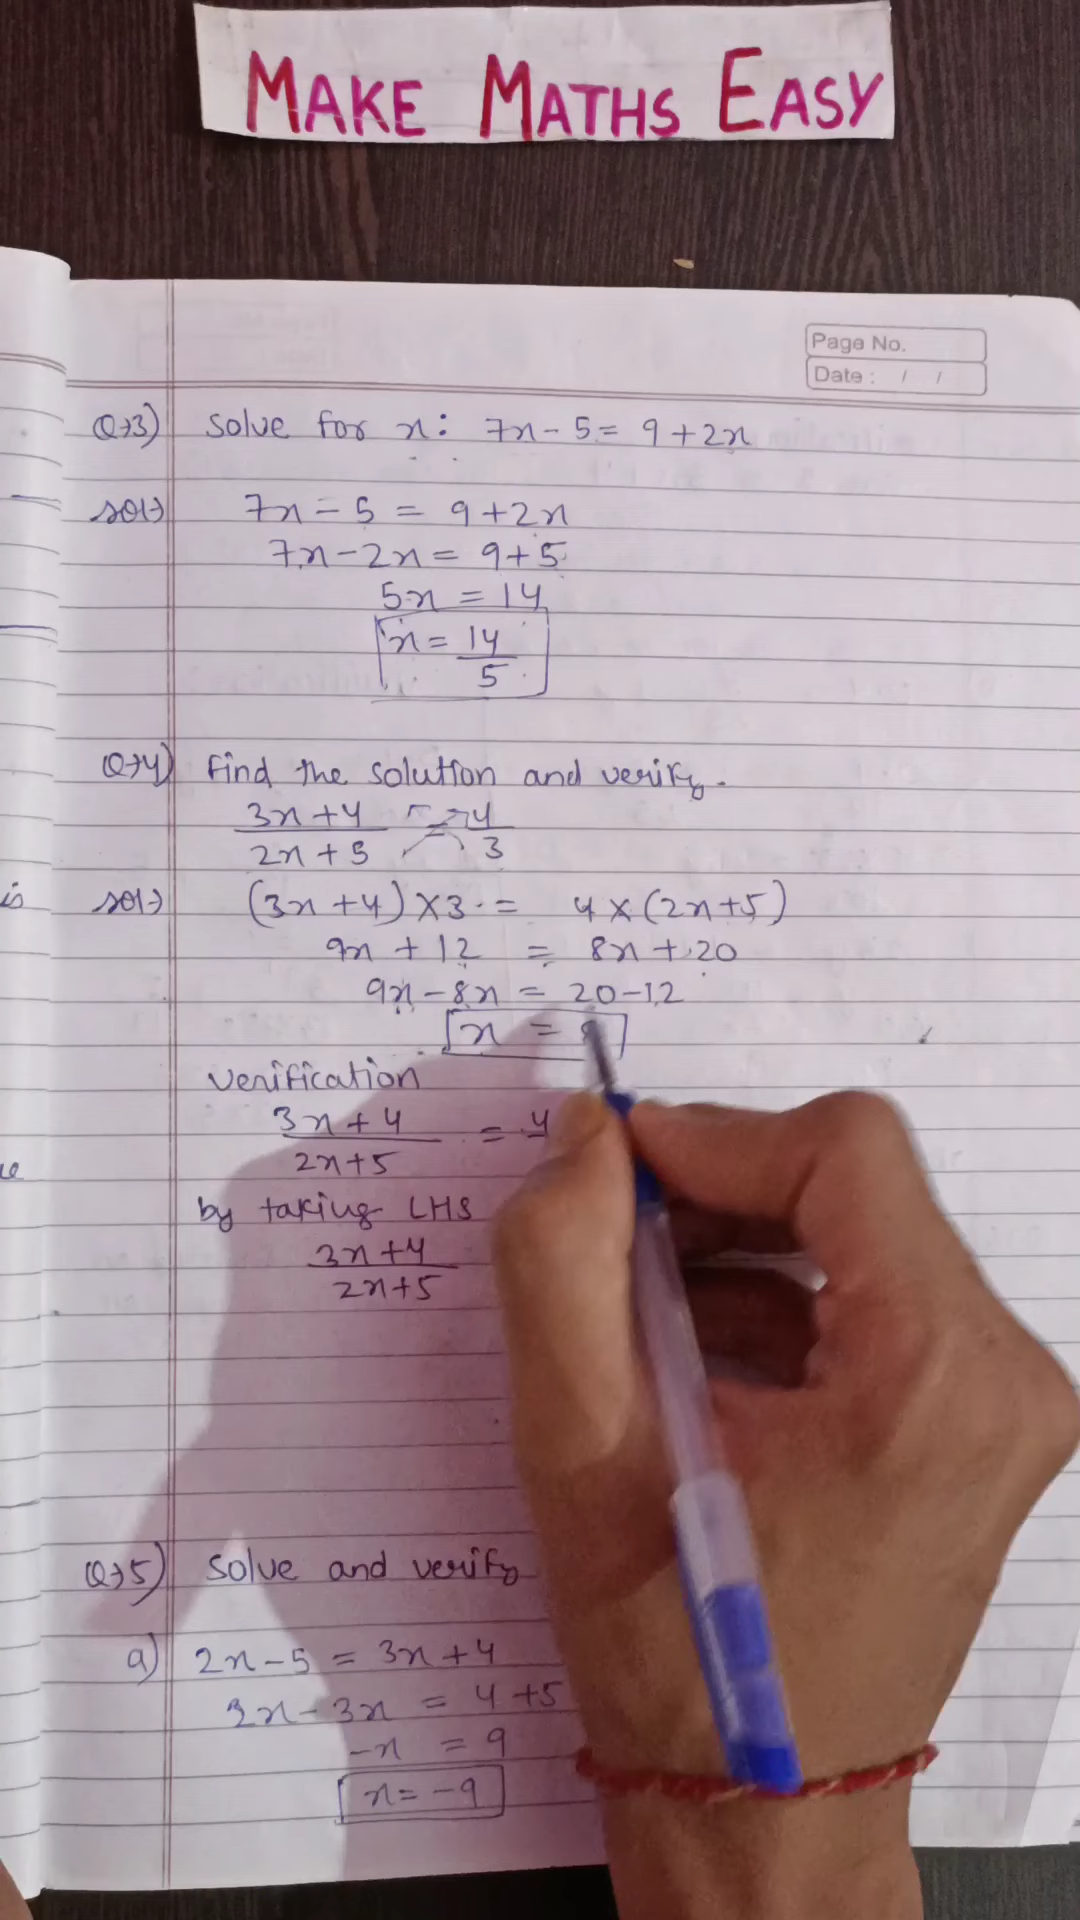 MAKE MATHS EASY
Page No.
Date : / /
Q→3) Solve for x: 7x - 5 = 9 + 2x
sol→ 7x - 5 = 9 + 2x
7x - 2x = 9 + 5
5x = 14
x = 14/5
Q→4) Find the solution and verify.
3x + 4 / 2x + 5 = 4/3
sol→ (3x + 4) × 3 = 4 × (2x + 5)
9x + 12 = 8x + 20
9x - 8x = 20 - 12
x =
Verification
3x + 4 / 2x + 5 = 4
by taking LHS
3x + 4 / 2x + 5
Q→5) Solve and verify
a) 2x - 5 = 3x + 4
2x - 3x = 4 + 5
-x = 9
x = -9
is